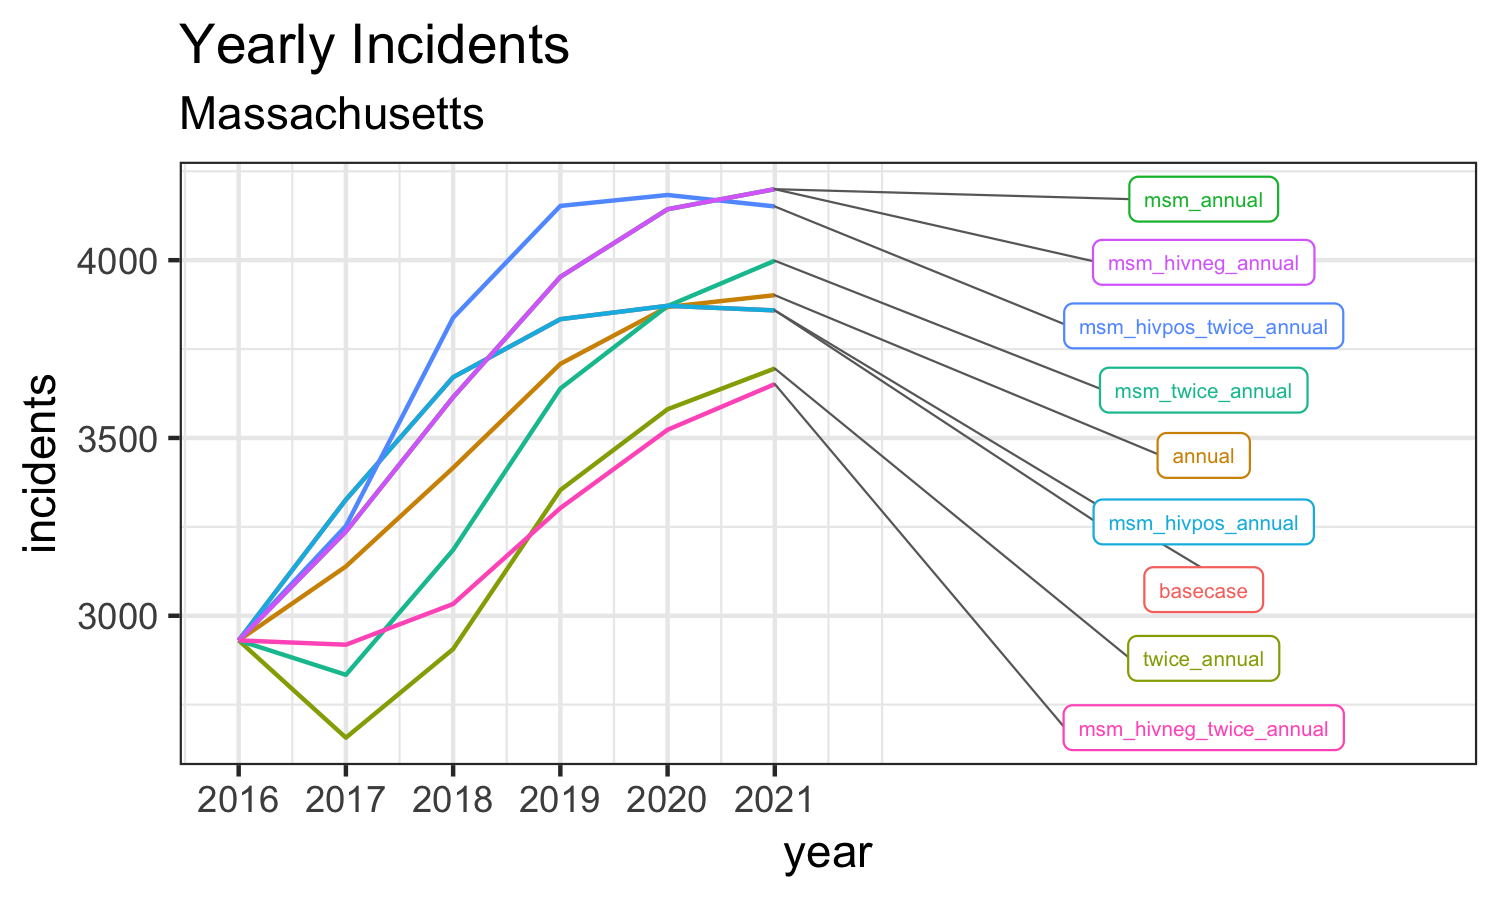 Yearly Incidents
Massachusetts
incidents
4000
3500
3000
msm_annual
msm_hivneg_annual
msm_hivpos_twice_annual
msm_twice_annual
annual
msm_hivpos_annual
basecase
twice_annual
msm_hivneg_twice_annual
2016 2017 2018 2019 2020 2021
year